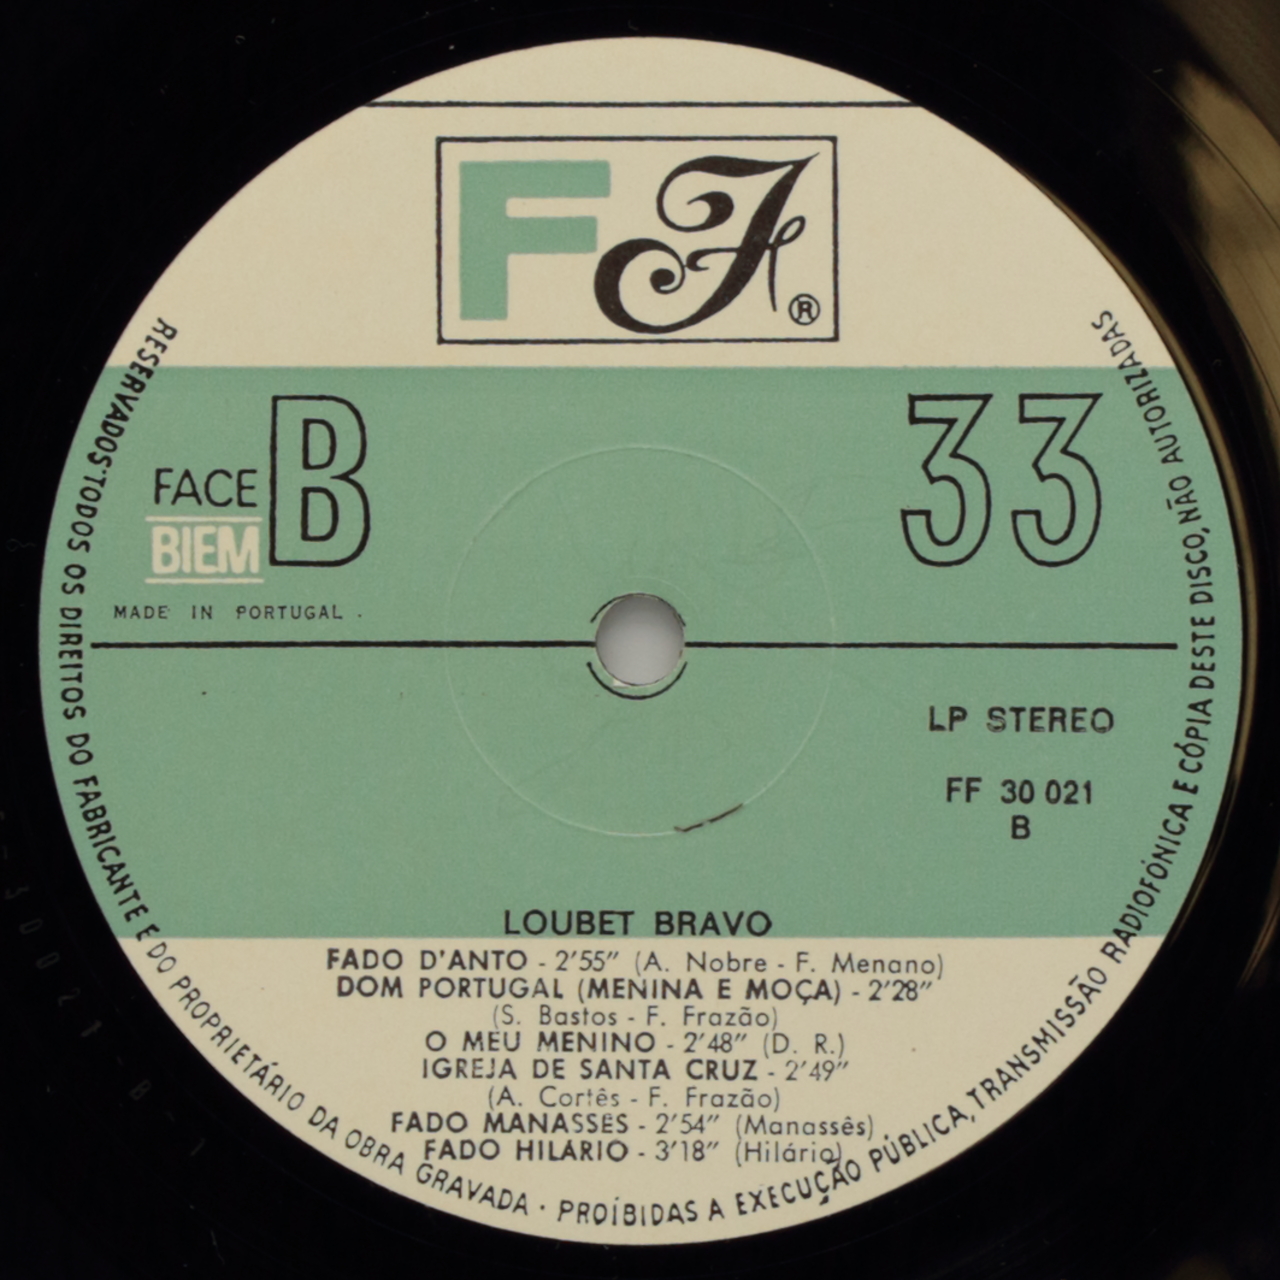 F F ®
FACE B
33
BIEM
MADE IN PORTUGAL .
LP STEREO
FF 30 021
B
LOUBET BRAVO
FADO D'ANTO - 2'55" (A. Nobre - F. Menano)
DOM PORTUGAL (MENINA E MOÇA) - 2'28"
(S. Bastos - F. Frazão)
O MEU MENINO - 2'48" (D. R.)
IGREJA DE SANTA CRUZ - 2'49"
(A. Cortês - F. Frazão)
FADO MANASSÊS - 2'54" (Manassês)
FADO HILÁRIO - 3'18" (Hilário)
RESERVADOS TODOS OS DIREITOS DO FABRICANTE E DO PROPRIETÁRIO DA OBRA GRAVADA · PROÍBIDAS A EXECUÇÃO PÚBLICA, TRANSMISSÃO RADIOFÓNICA E CÓPIA DESTE DISCO, NÃO AUTORIZADAS